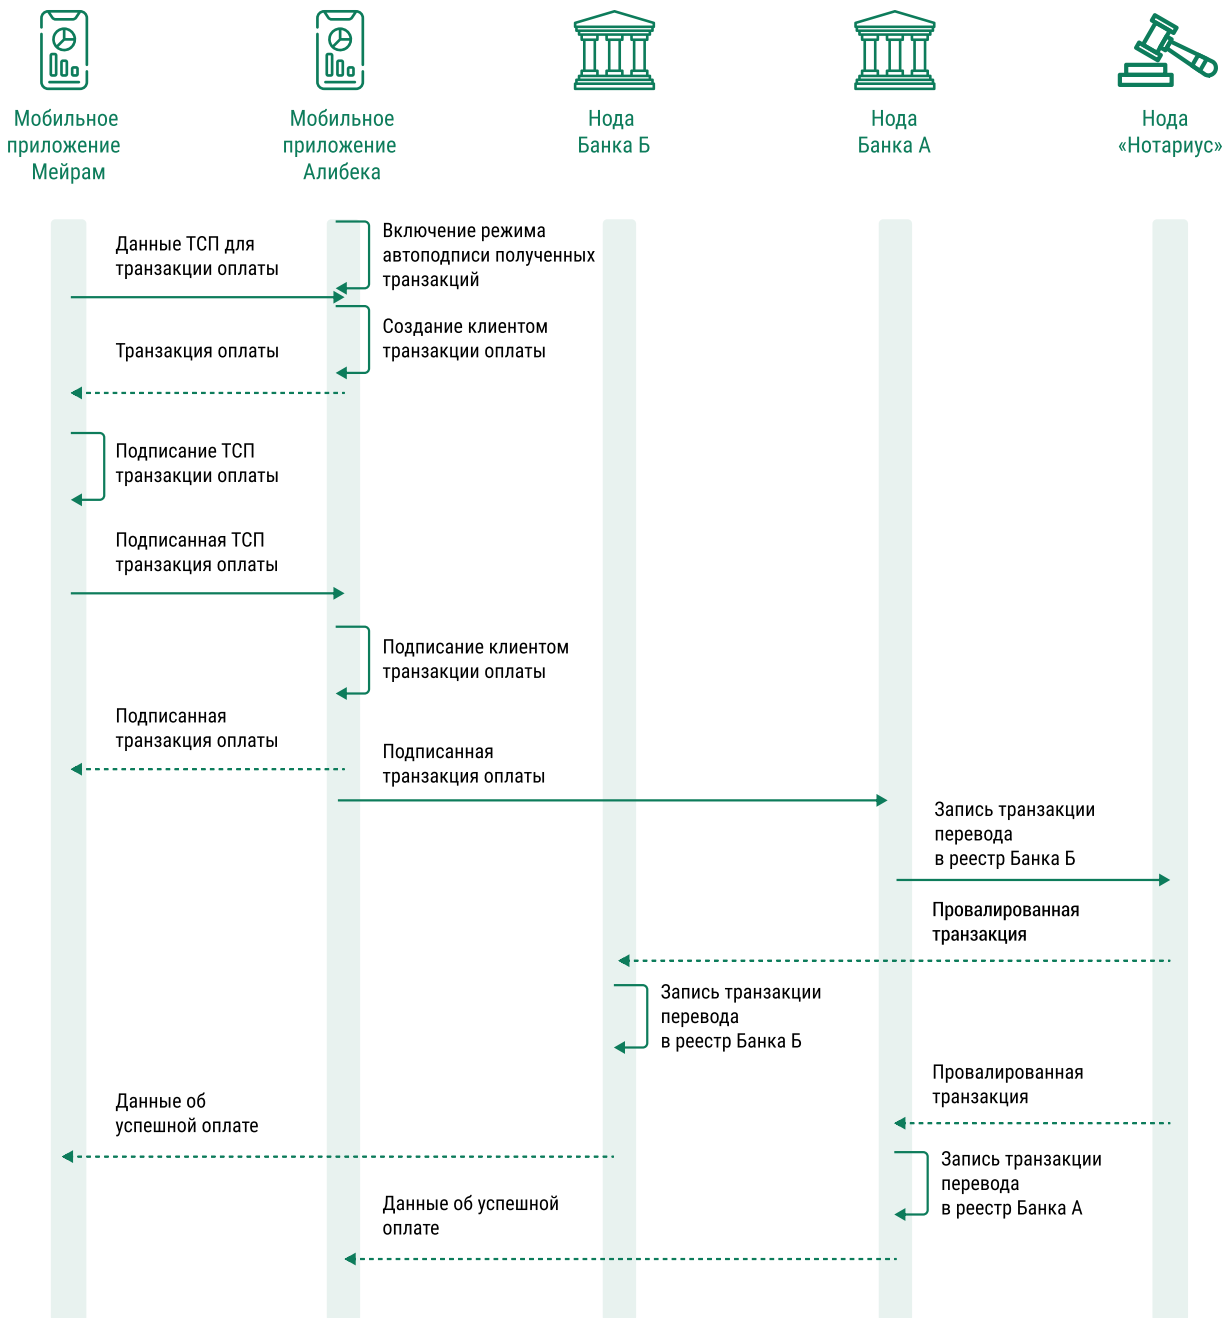 Мобильное
приложение
Мейрам
Мобильное
приложение
Алибека
Нода
Банка Б
Нода
Банка А
Нода
«Нотариус»
Данные ТСП для
транзакции оплаты
Включение режима
автоподписи полученных
транзакций
Создание клиентом
транзакции оплаты
Транзакция оплаты
Подписание ТСП
транзакции оплаты
Подписанная ТСП
транзакция оплаты
Подписание клиентом
транзакции оплаты
Подписанная
транзакция оплаты
Подписанная
транзакция оплаты
Запись транзакции
перевода
в реестр Банка Б
Провалированная
транзакция
Запись транзакции
перевода
в реестр Банка Б
Провалированная
транзакция
Данные об
успешной оплате
Запись транзакции
перевода
в реестр Банка А
Данные об успешной
оплате